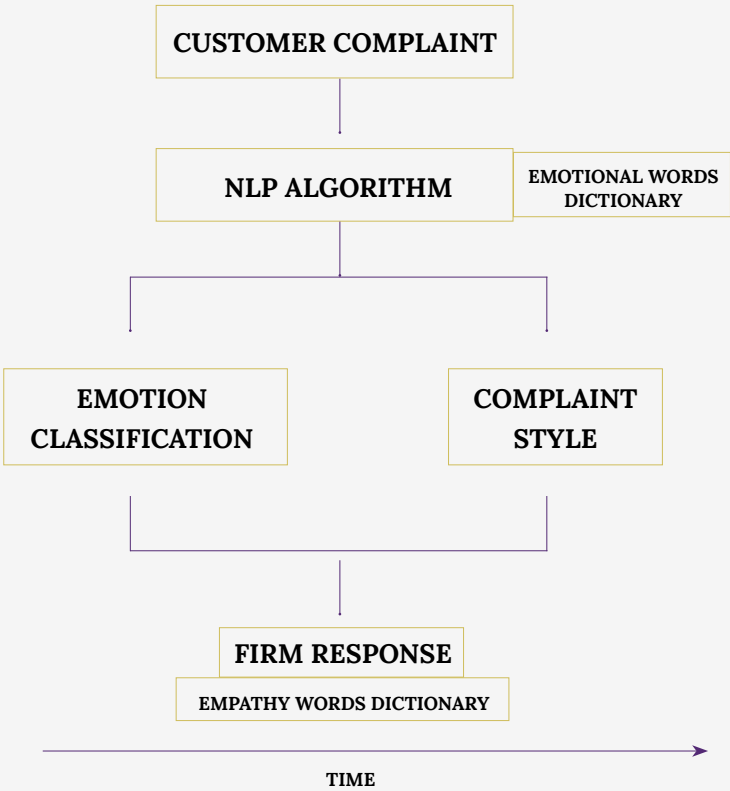 CUSTOMER COMPLAINT
NLP ALGORITHM
EMOTIONAL WORDS
DICTIONARY
EMOTION
CLASSIFICATION
COMPLAINT
STYLE
FIRM RESPONSE
EMPATHY WORDS DICTIONARY
TIME